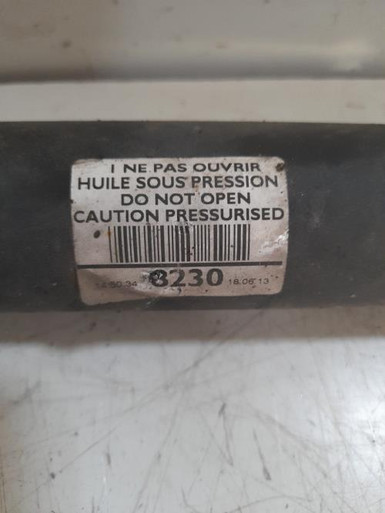 ! NE PAS OUVRIR
HUILE SOUS PRESSION
DO NOT OPEN
CAUTION PRESSURISED
8230 18.06.13